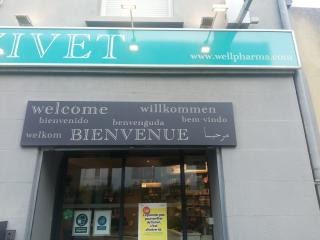 IVET
www.wellpharma.com
welcome willkommen
bienvenido benvenguda bem-vindo
welkom BIENVENUE مرحبا